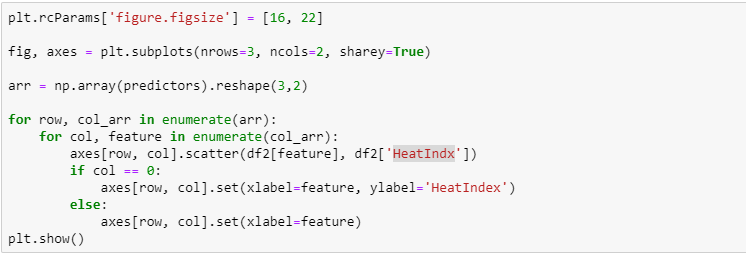 plt.rcParams['figure.figsize'] = [16, 22]
fig, axes = plt.subplots(nrows=3, ncols=2, sharey=True)
arr = np.array(predictors).reshape(3,2)
for row, col_arr in enumerate(arr):
    for col, feature in enumerate(col_arr):
        axes[row, col].scatter(df2[feature], df2['HeatIndx'])
        if col == 0:
            axes[row, col].set(xlabel=feature, ylabel='HeatIndex')
        else:
            axes[row, col].set(xlabel=feature)
plt.show()